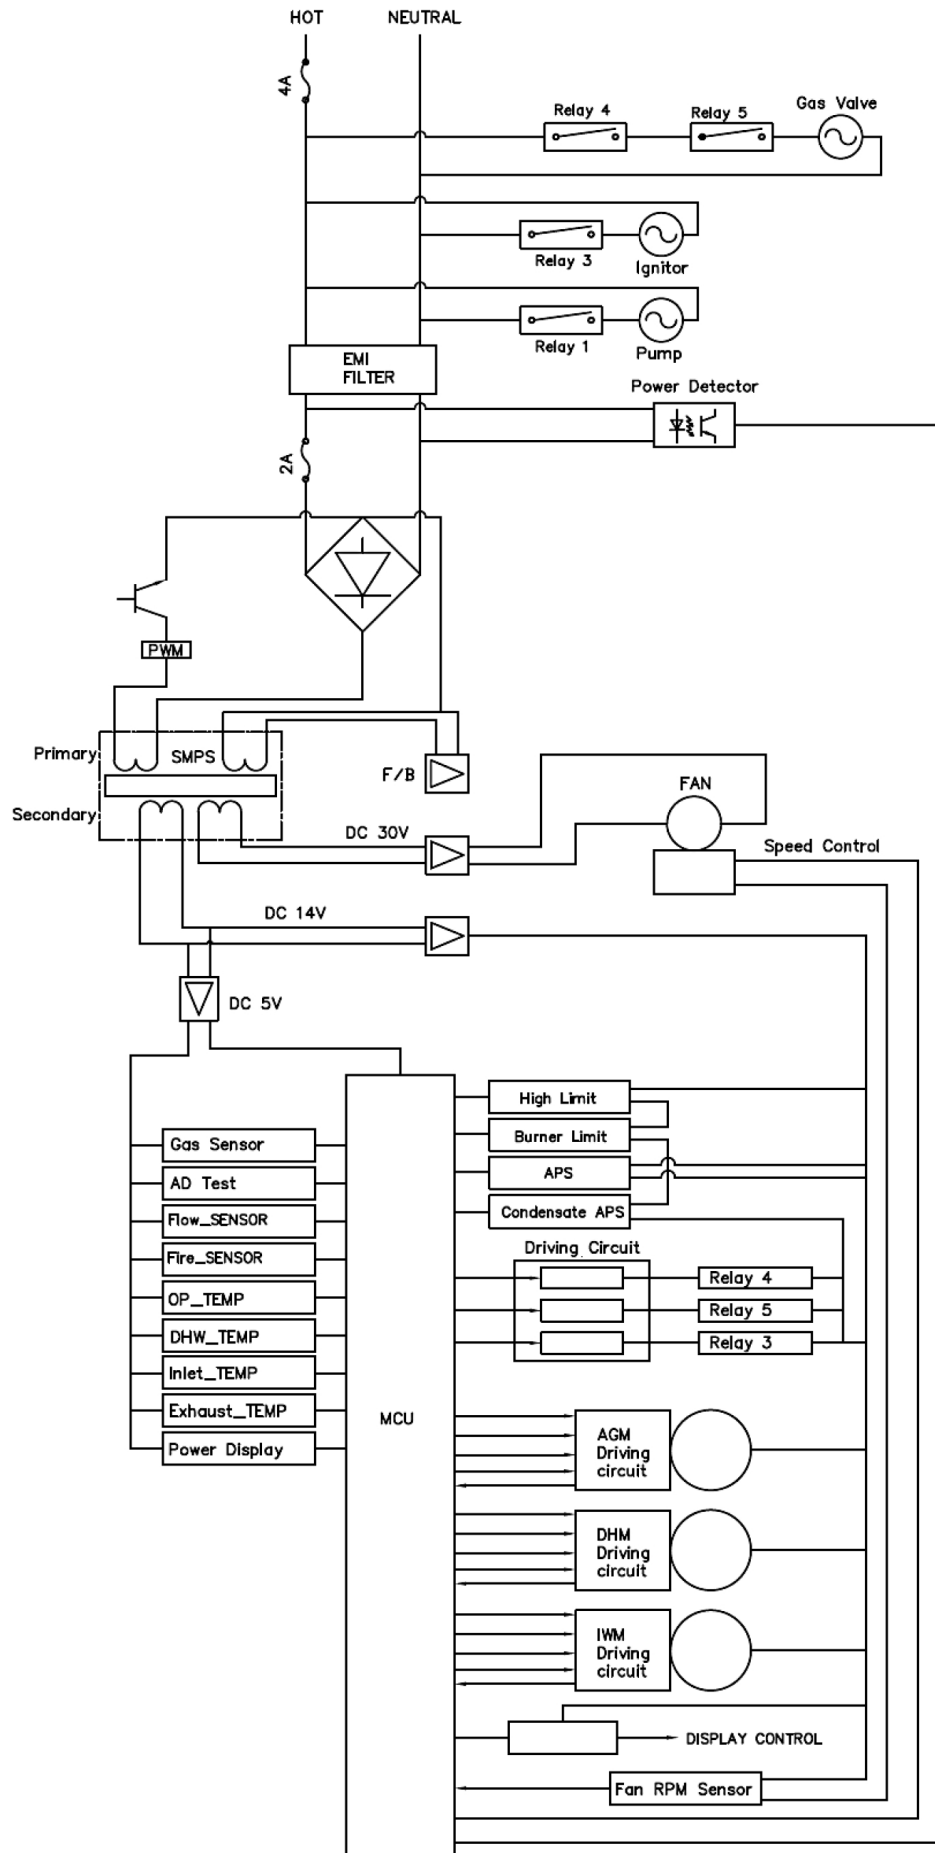 HOT
NEUTRAL
4A
Relay 4
Relay 5
Gas Valve
Relay 3
Ignitor
Relay 1
Pump
EMI
FILTER
Power Detector
2A
PWM
Primary
SMPS
F/B
Secondary
DC 30V
FAN
Speed Control
DC 14V
DC 5V
High Limit
Burner Limit
APS
Condensate APS
Gas Sensor
AD Test
Flow_SENSOR
Fire_SENSOR
OP_TEMP
DHW_TEMP
Inlet_TEMP
Exhaust_TEMP
Power Display
Driving Circuit
Relay 4
Relay 5
Relay 3
MCU
AGM
Driving
circuit
DHM
Driving
circuit
IWM
Driving
circuit
DISPLAY CONTROL
Fan RPM Sensor